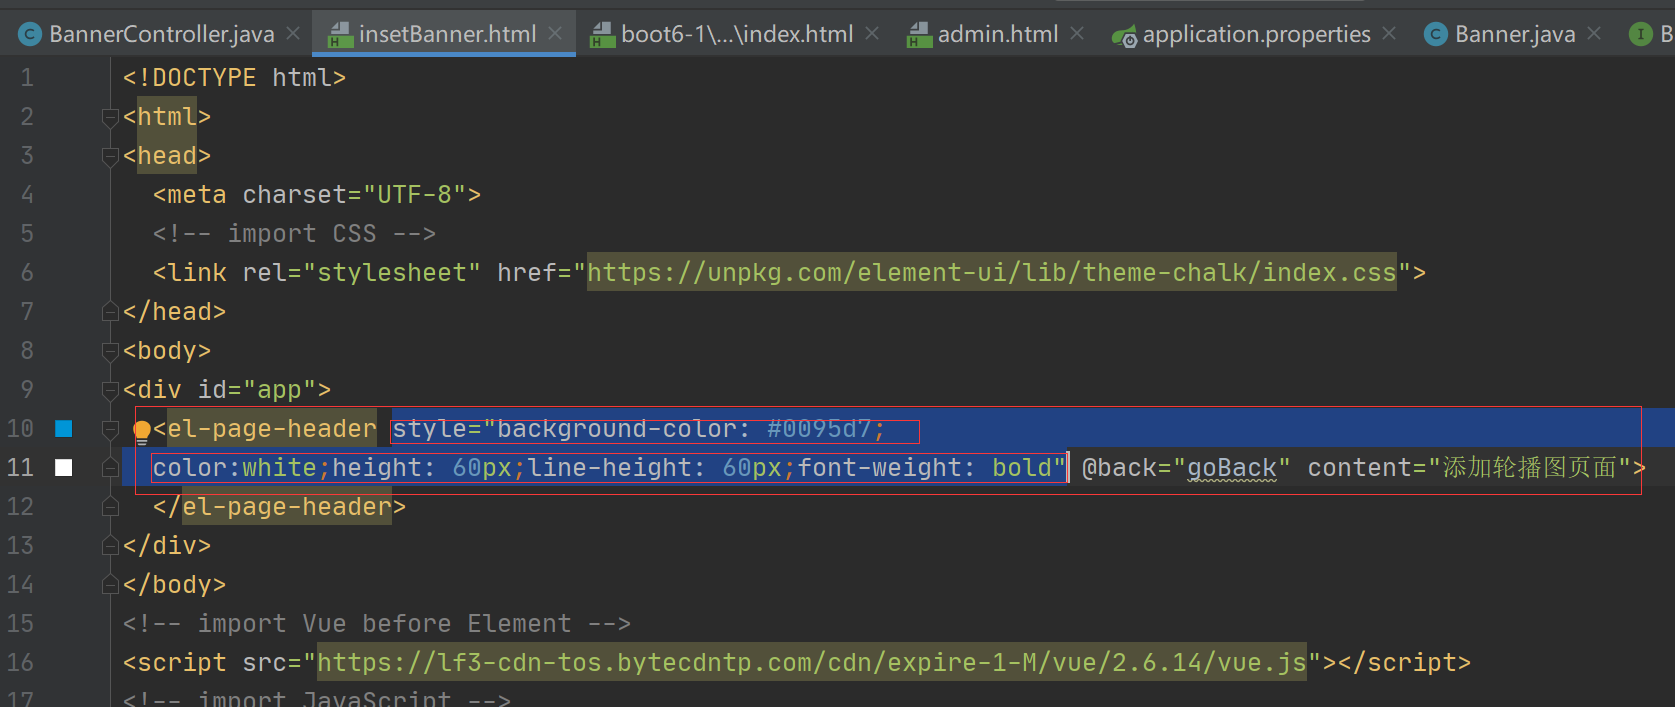 BannerController.java insetBanner.html boot6-1\...\index.html admin.html application.properties Banner.java B
1 <!DOCTYPE html>
2 <html>
3 <head>
4 <meta charset="UTF-8">
5 <!-- import CSS -->
6 <link rel="stylesheet" href="https://unpkg.com/element-ui/lib/theme-chalk/index.css">
7 </head>
8 <body>
9 <div id="app">
10 <el-page-header style="background-color: #0095d7;
11 color:white;height: 60px;line-height: 60px;font-weight: bold" @back="goBack" content="添加轮播图页面">
12 </el-page-header>
13 </div>
14 </body>
15 <!-- import Vue before Element -->
16 <script src="https://lf3-cdn-tos.bytecdntp.com/cdn/expire-1-M/vue/2.6.14/vue.js"></script>
17 <!-- import JavaScript -->